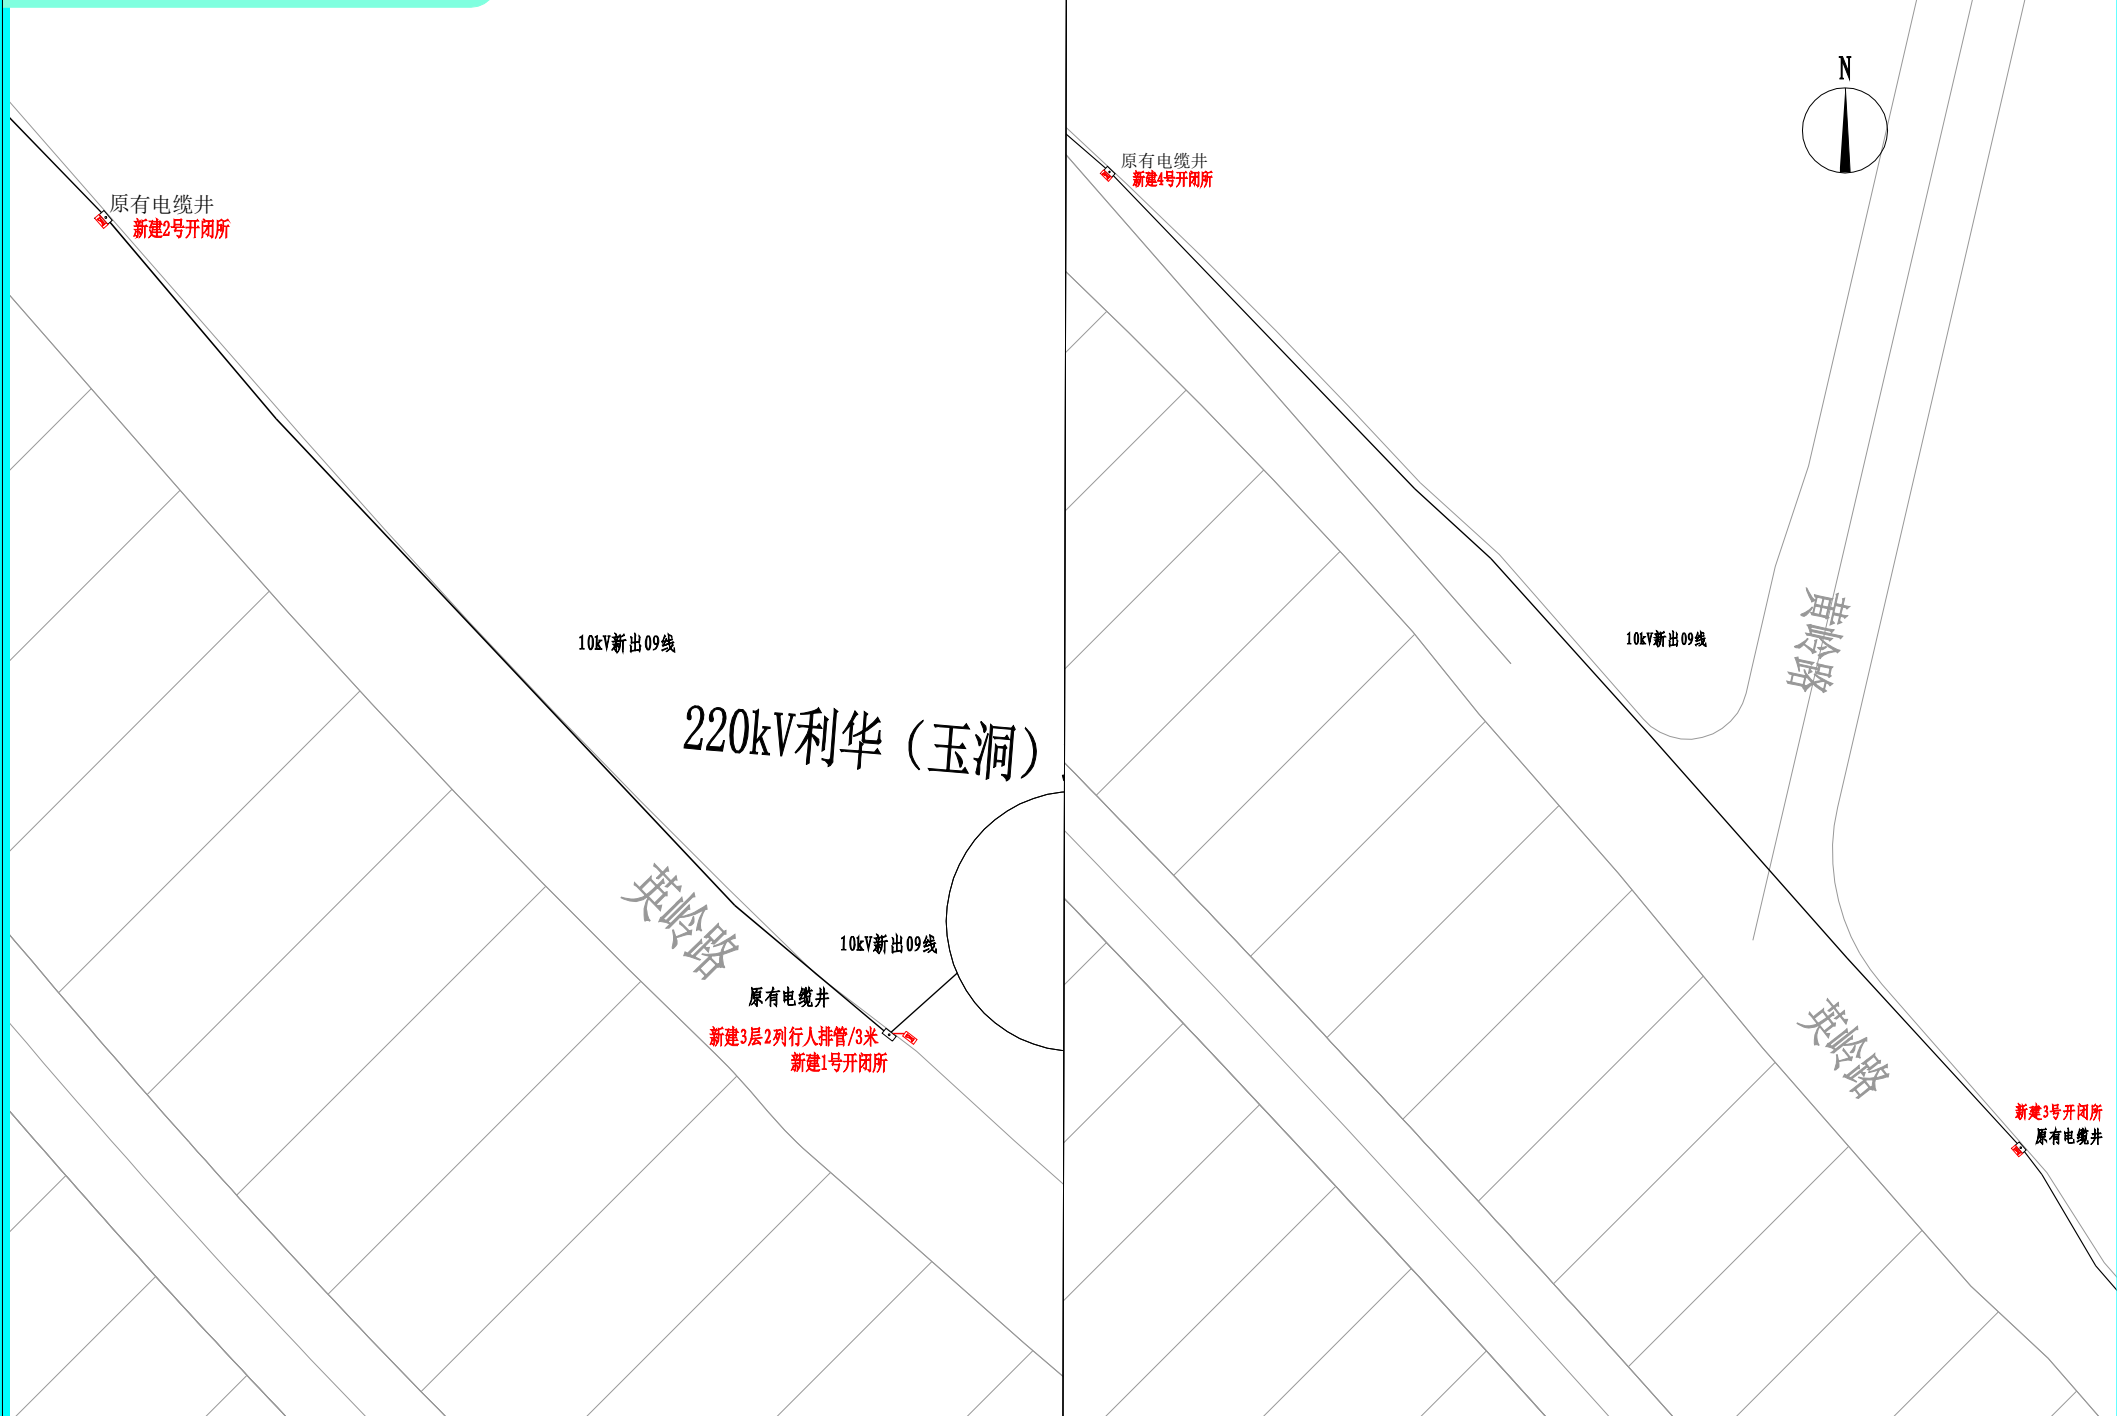 原有电缆井
新建2号开闭所
10kV新出09线
220kV利华（玉洞）
英岭路
10kV新出09线
原有电缆井
新建3层2列行人排管/3米
新建1号开闭所
N
原有电缆井
新建4号开闭所
黄岭路
10kV新出09线
英岭路
新建3号开闭所
原有电缆井